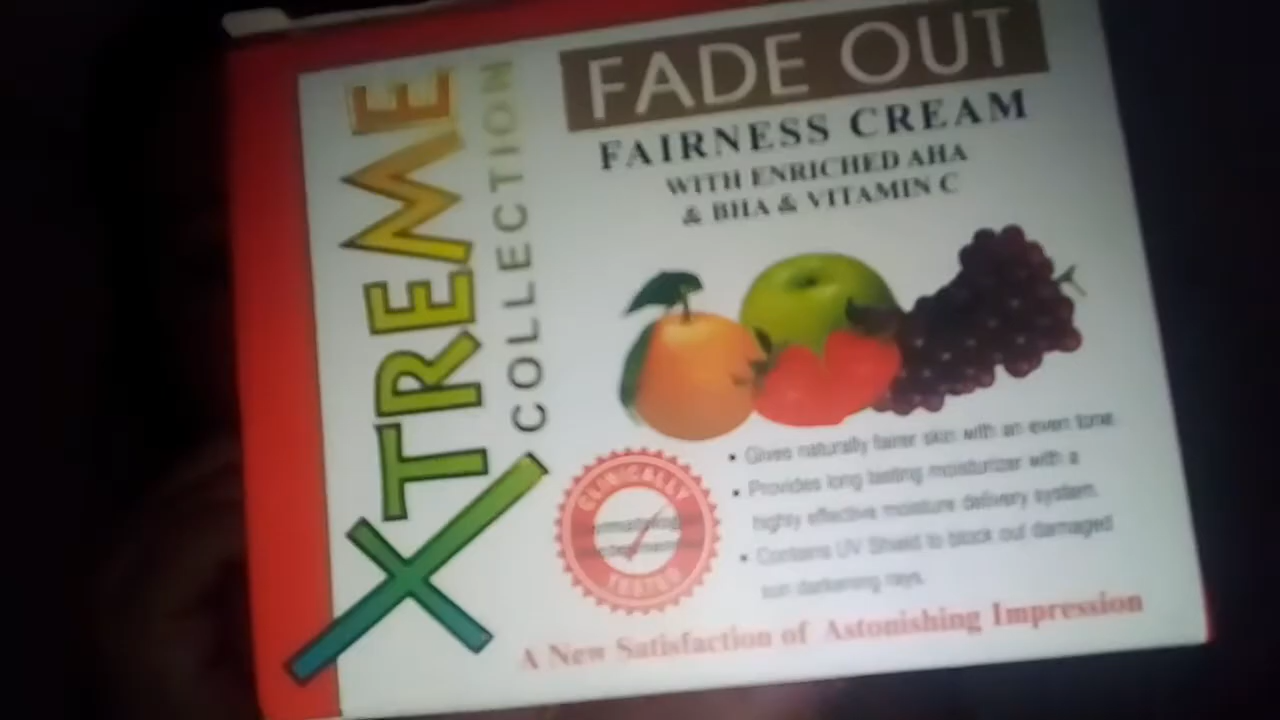 XTREME
COLLECTION
FADE OUT
FAIRNESS CREAM
WITH ENRICHED AHA
& BHA & VITAMIN C
• Gives naturally fairer skin with an even tone.
• Provides long lasting moisturizer with a
highly effective moisture delivery system.
• Contains UV Shield to block out damaged
sun darkening rays.
CLINICALLY
TESTED
A New Satisfaction of Astonishing Impression